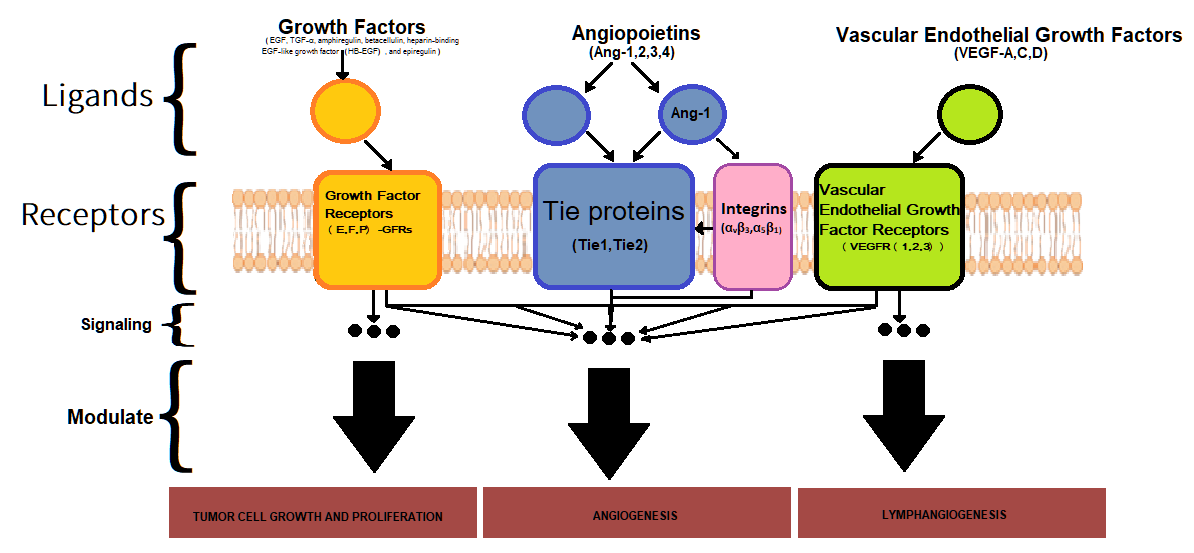 Growth Factors
( EGF, TGF-α, amphiregulin, betacellulin, heparin-binding
EGF-like growth factor (HB-EGF) , and epiregulin )
Angiopoietins
(Ang-1,2,3,4)
Vascular Endothelial Growth Factors
(VEGF-A,C,D)
Ligands
Ang-1
Receptors
Growth Factor
Receptors
( E,F,P) -GFRs
Tie proteins
(Tie1,Tie2)
Integrins
(αvβ3,α5β1)
Vascular
Endothelial Growth
Factor Receptors
( VEGFR( 1,2,3) )
Signaling
Modulate
TUMOR CELL GROWTH AND PROLIFERATION
ANGIOGENESIS
LYMPHANGIOGENESIS